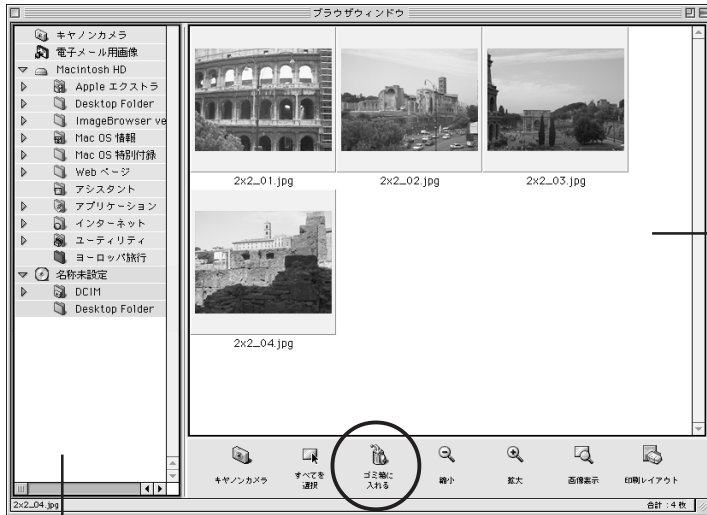 ブラウザウィンドウ
キヤノンカメラ
電子メール用画像
Macintosh HD
Apple エクストラ
Desktop Folder
ImageBrowser ve
Mac OS 情報
Mac OS 特別付録
Web ページ
アシスタント
アプリケーション
インターネット
ユーティリティ
ヨーロッパ旅行
名称未設定
DCIM
Desktop Folder
2x2_01.jpg
2x2_02.jpg
2x2_03.jpg
2x2_04.jpg
キヤノンカメラ
すべてを
選択
ゴミ箱に
入れる
縮小
拡大
画像表示
印刷レイアウト
2x2_04.jpg
合計 : 4 枚